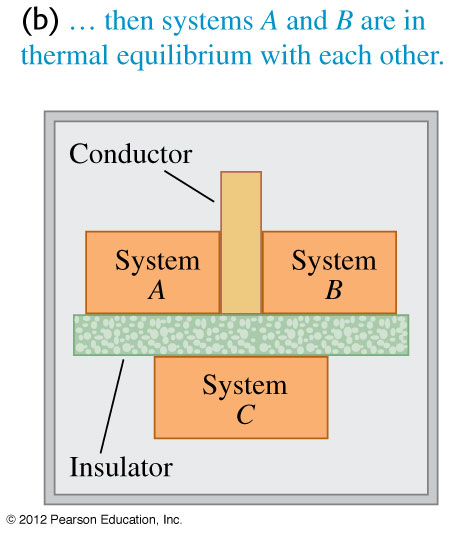 (b) … then systems A and B are in
thermal equilibrium with each other.
Conductor
System
A
System
B
System
C
Insulator
© 2012 Pearson Education, Inc.